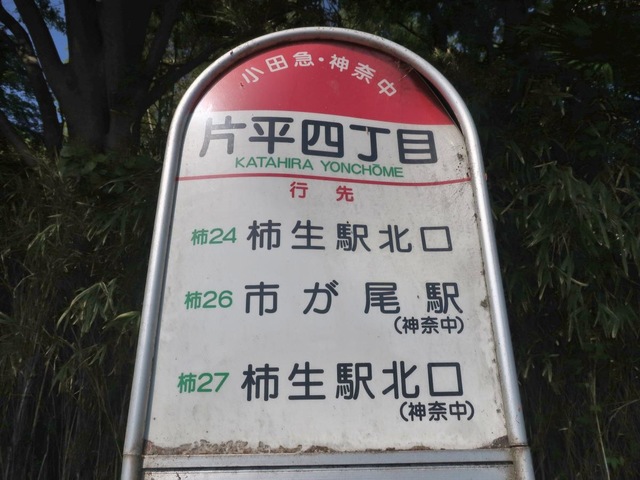 小田急・神奈中
片平四丁目
KATAHIRA YONCHŌME
行先
柿24 柿生駅北口
柿26 市が尾駅
(神奈中)
柿27 柿生駅北口
(神奈中)